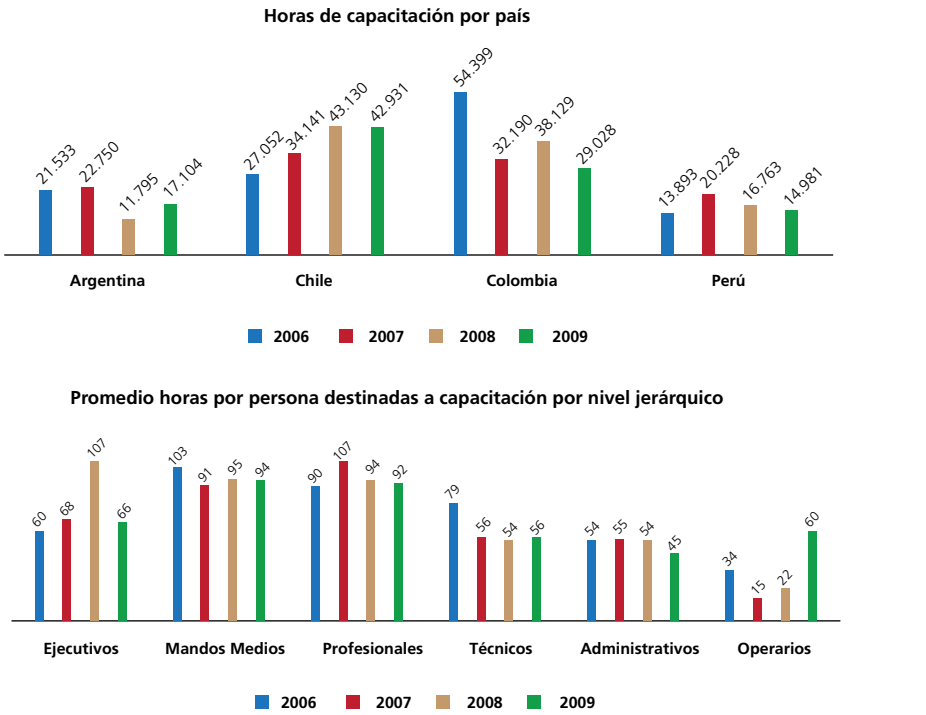 Horas de capacitación por país
21.533 22.750 11.795 17.104 27.052 34.141 43.130 42.931 54.399 32.190 38.129 29.028 13.893 20.228 16.763 14.981
Argentina Chile Colombia Perú
2006 2007 2008 2009
Promedio horas por persona destinadas a capacitación por nivel jerárquico
60 68 107 66 103 91 95 94 90 107 94 92 79 56 54 56 54 55 54 45 34 15 22 60
Ejecutivos Mandos Medios Profesionales Técnicos Administrativos Operarios
2006 2007 2008 2009